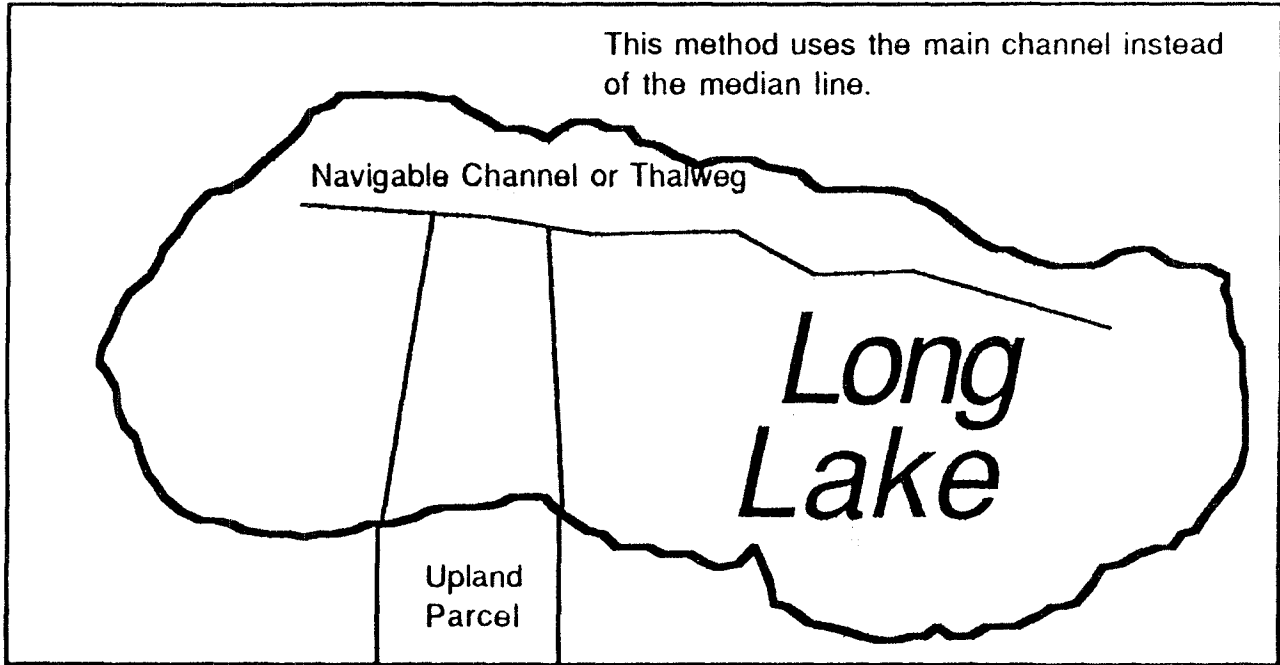 This method uses the main channel instead
of the median line.
Navigable Channel or Thalweg
Long
Lake
Upland
Parcel